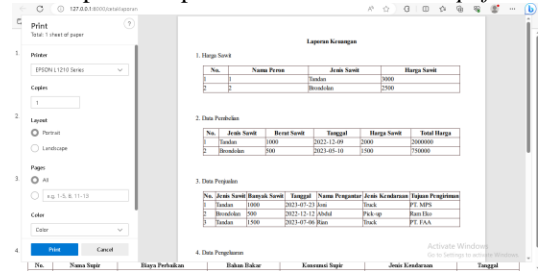 127.0.0.1:8000/cetaklaporan
Print
?
Total: 1 sheet of paper
Printer
EPSON L1210 Series
Copies
1
Layout
Portrait
Landscape
Pages
All
e.g. 1-5, 8, 11-13
Color
Color
Print Cancel
Laporan Keuangan
1. Harga Sawit
No. Nama Peron Jenis Sawit Harga Sawit
1 1 Tandan 3000
2 2 Brondolan 2500
2. Data Pembelian
No. Jenis Sawit Berat Sawit Tanggal Harga Sawit Total Harga
1 Tandan 1000 2022-12-09 2000 2000000
2 Brondolan 500 2023-05-10 1500 750000
3. Data Penjualan
No. Jenis Sawit Banyak Sawit Tanggal Nama Pengantar Jenis Kendaraan Tujuan Pengiriman
1 Tandan 1000 2023-07-23 Joni Truck PT. MPS
2 Brondolan 500 2022-12-12 Abdul Pick-up Ram Eko
3 Tandan 1500 2023-07-06 Rian Truck PT. FAA
4. Data Pengeluaran
Activate Windows
Go to Settings to activate Windows.
No. Nama Supir Biaya Perbaikan Bahan Bakar Konsumsi Supir Jenis Kendaraan Tanggal